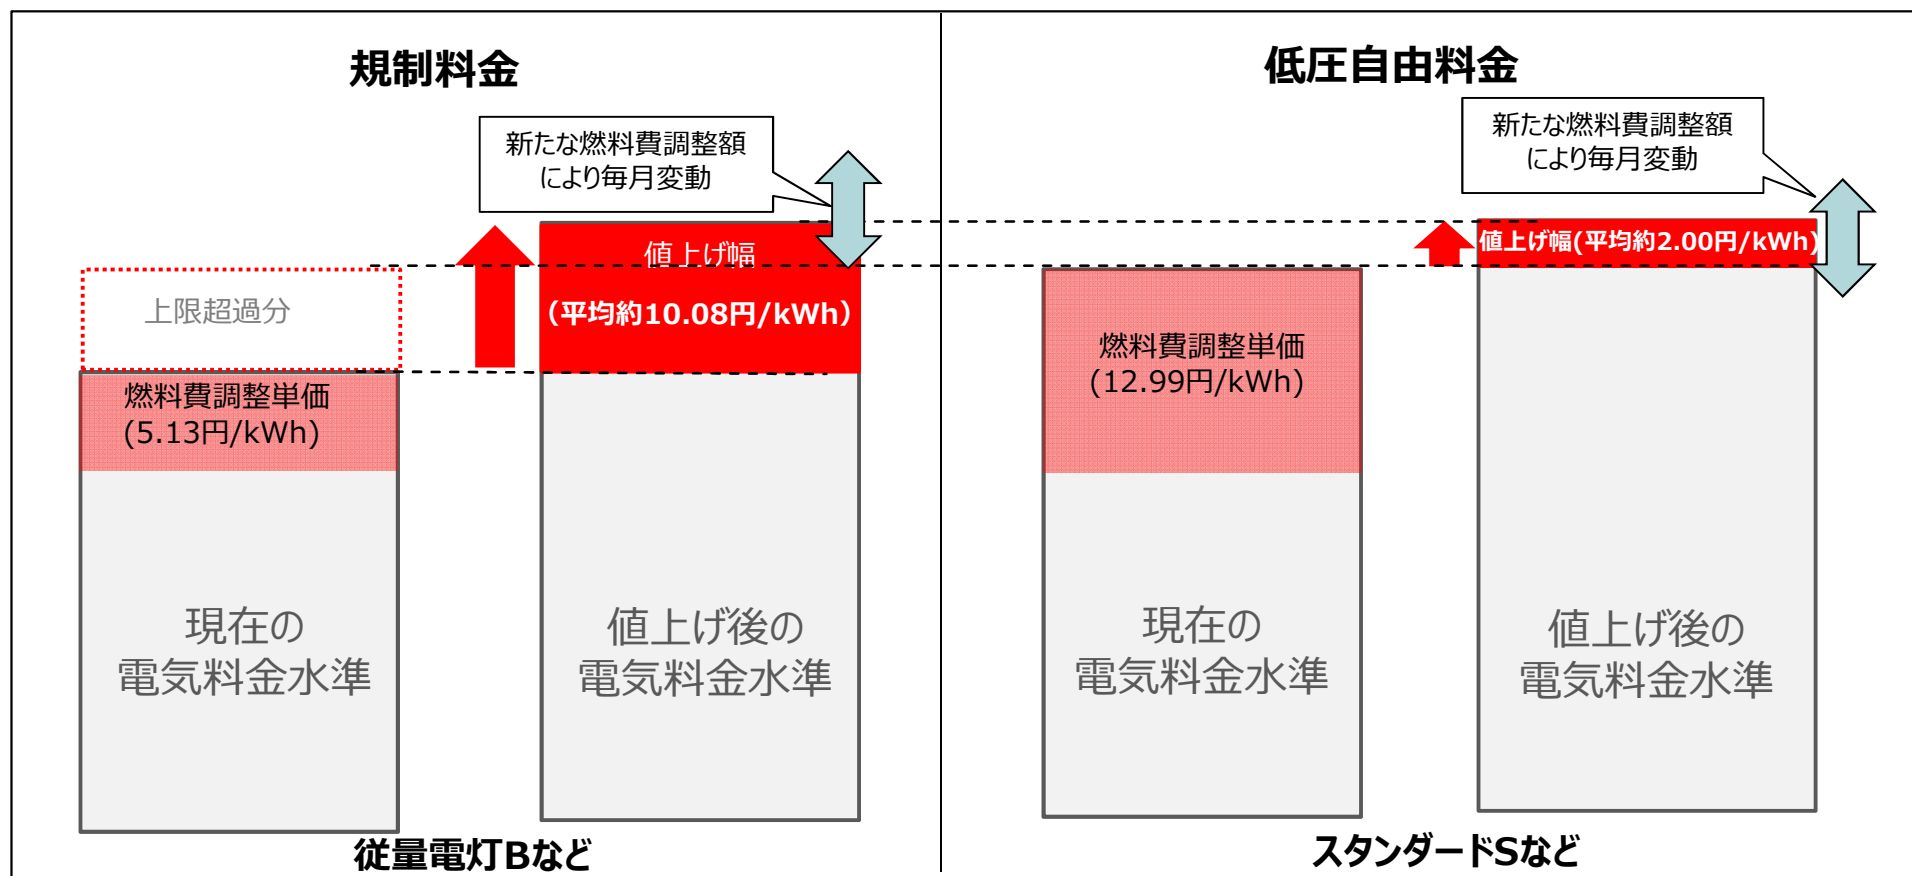 規制料金
新たな燃料費調整額
により毎月変動
値上げ幅
(平均約10.08円/kWh)
上限超過分
燃料費調整単価
(5.13円/kWh)
現在の
電気料金水準
値上げ後の
電気料金水準
従量電灯Bなど
低圧自由料金
新たな燃料費調整額
により毎月変動
値上げ幅(平均約2.00円/kWh)
燃料費調整単価
(12.99円/kWh)
現在の
電気料金水準
値上げ後の
電気料金水準
スタンダードSなど